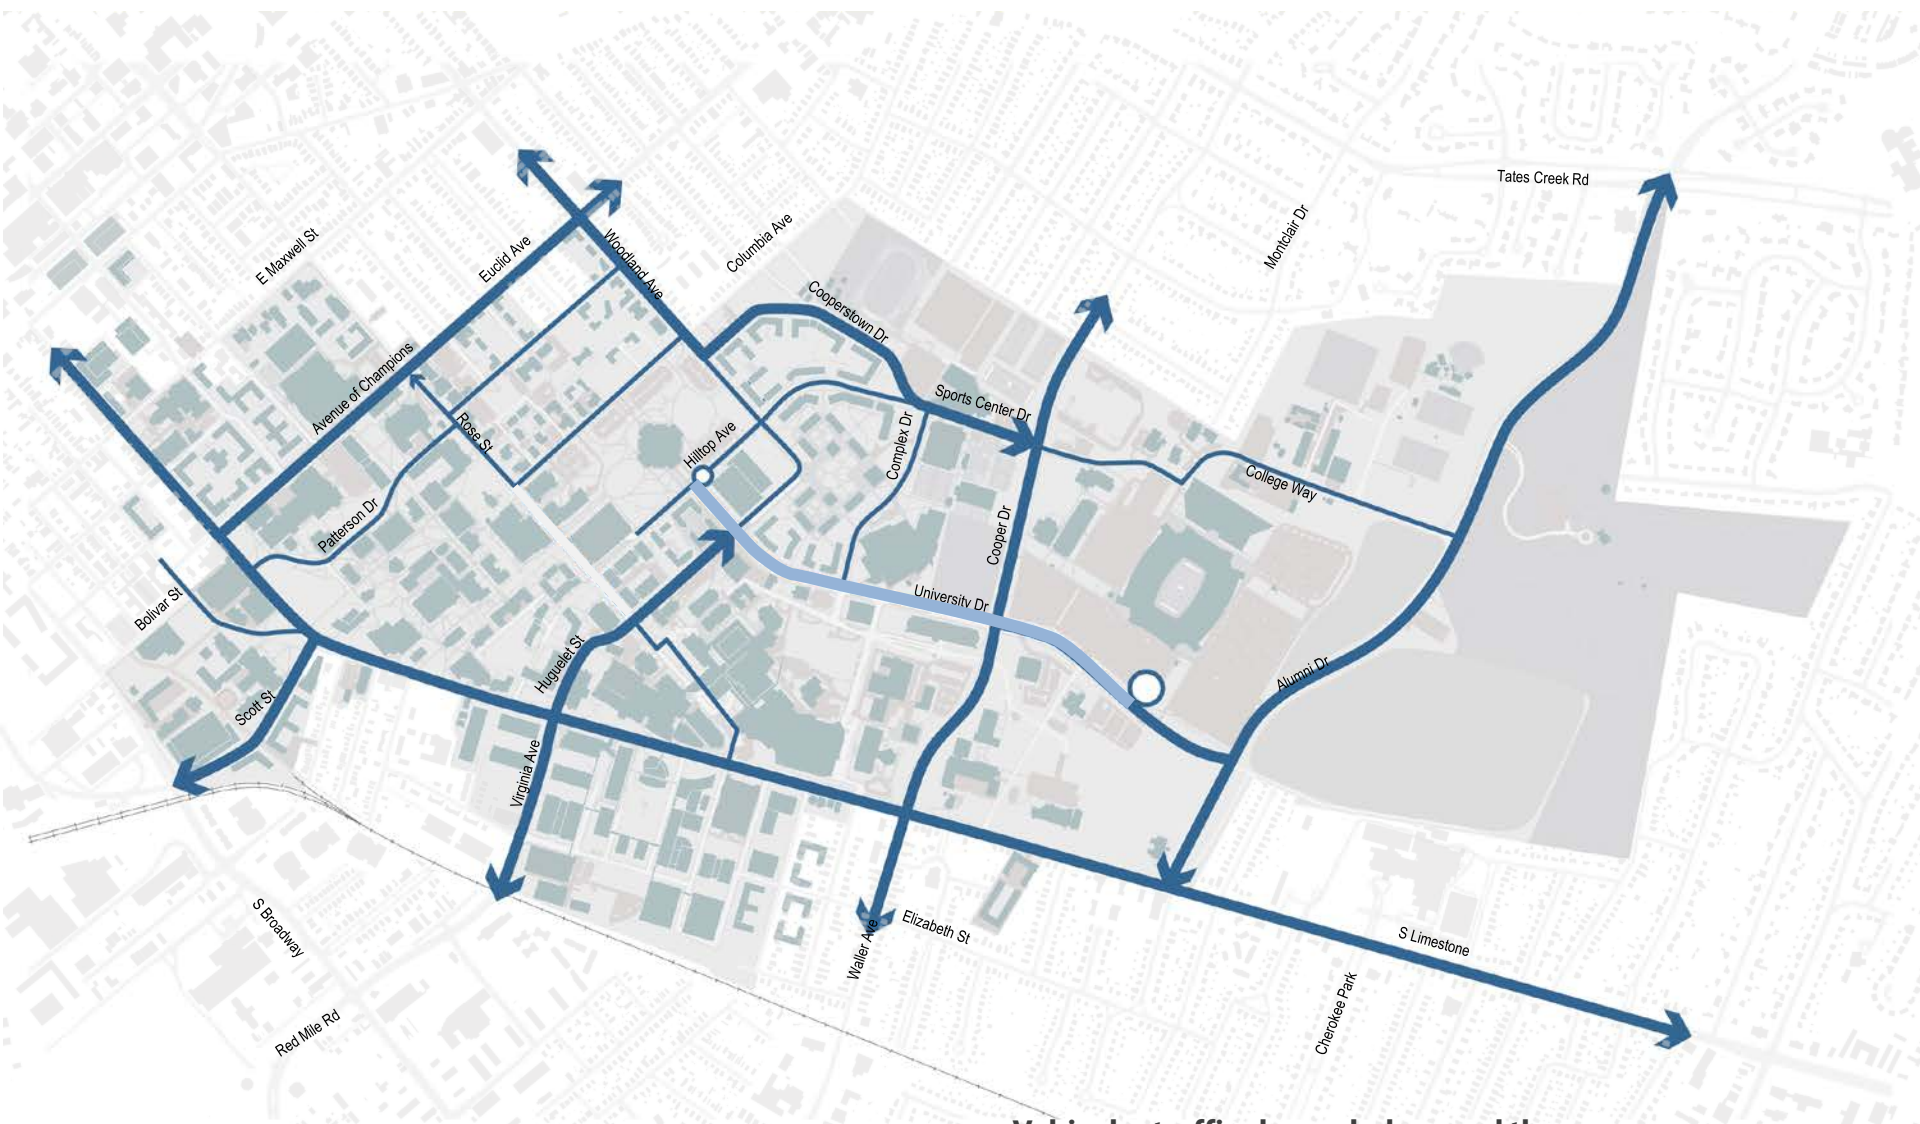 Tates Creek Rd
Montclair Dr
Columbia Ave
E Maxwell St
Euclid Ave
Woodland Ave
Cooperstown Dr
Avenue of Champions
Sports Center Dr
Rose St
Hilltop Ave
Complex Dr
College Way
Patterson Dr
Cooper Dr
Bolivar St
University Dr
Huguelet St
Alumni Dr
Scott St
Virginia Ave
S Broadway
Elizabeth St
Waller Ave
S Limestone
Cherokee Park
Red Mile Rd